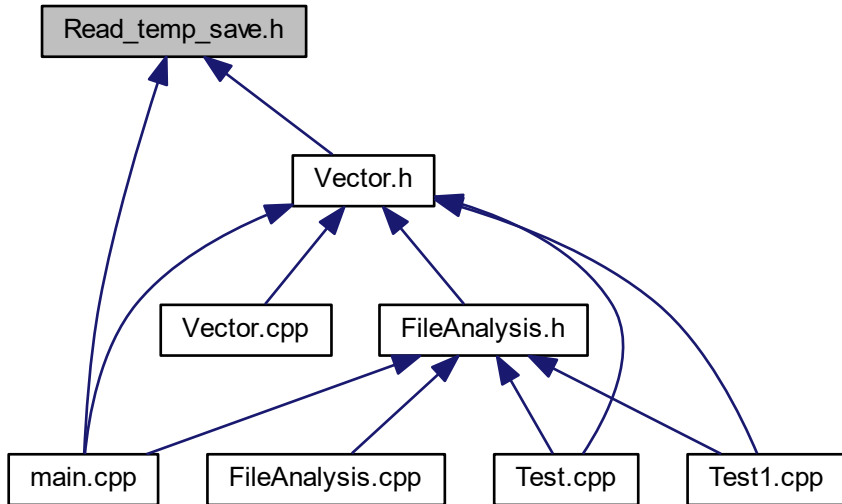 Read_temp_save.h
Vector.h
Vector.cpp
FileAnalysis.h
main.cpp
FileAnalysis.cpp
Test.cpp
Test1.cpp